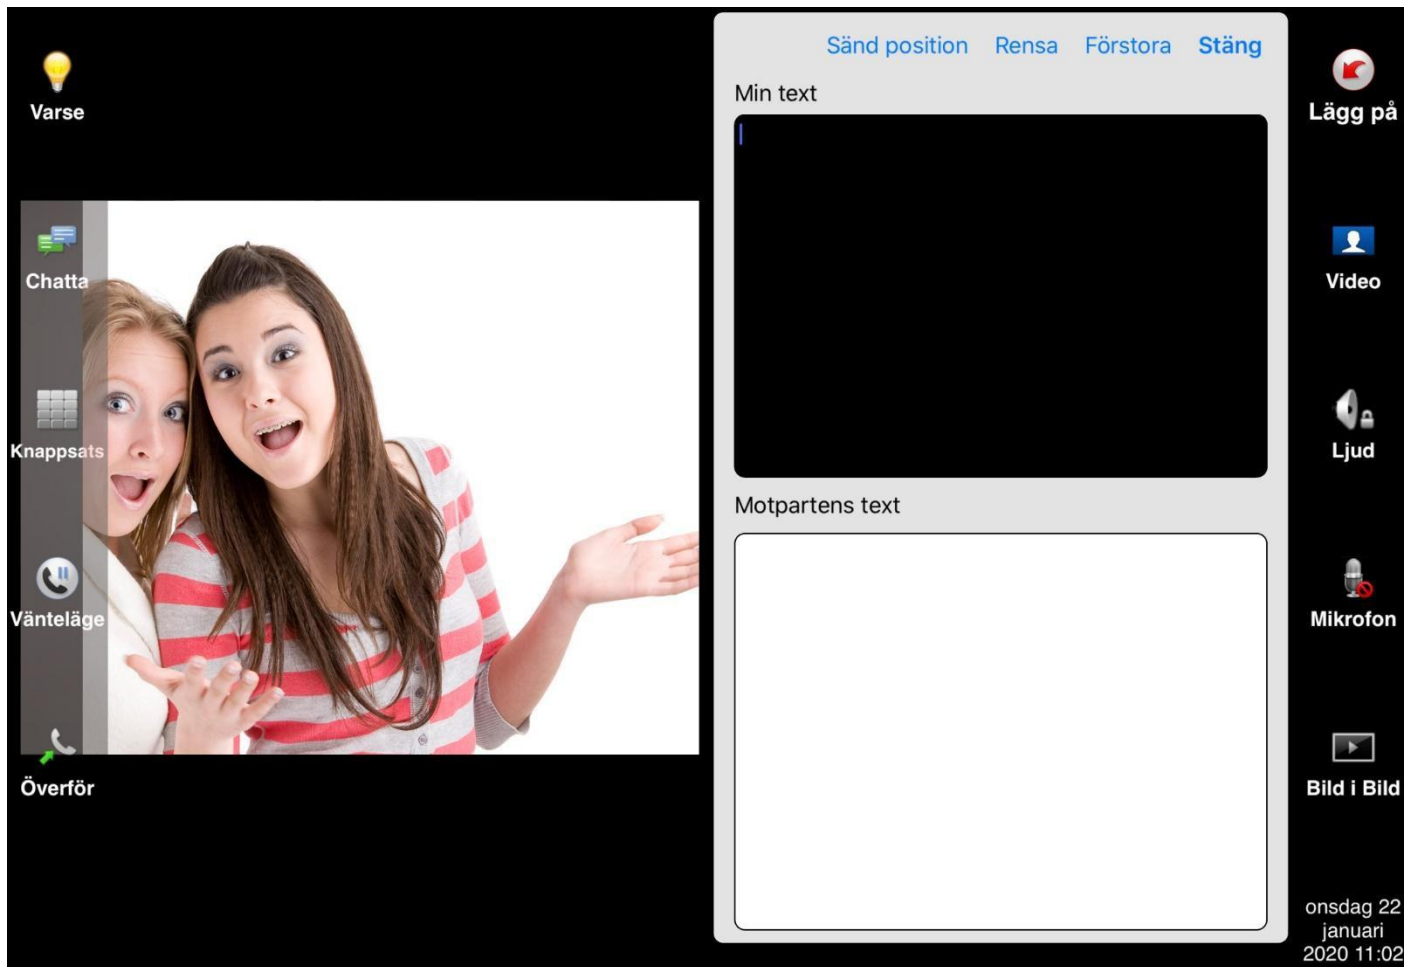 Varse
Chatta
Knappsats
Vänteläge
Överför
Sänd position Rensa Förstora Stäng
Min text
Motpartens text
Lägg på
Video
Ljud
Mikrofon
Bild i Bild
onsdag 22
januari
2020 11:02